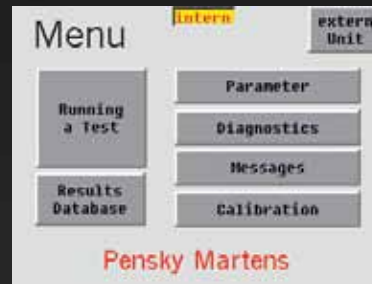 Menu
intern
extern
Unit
Running
a Test
Parameter
Diagnostics
Messages
Results
Database
Calibration
Pensky Martens